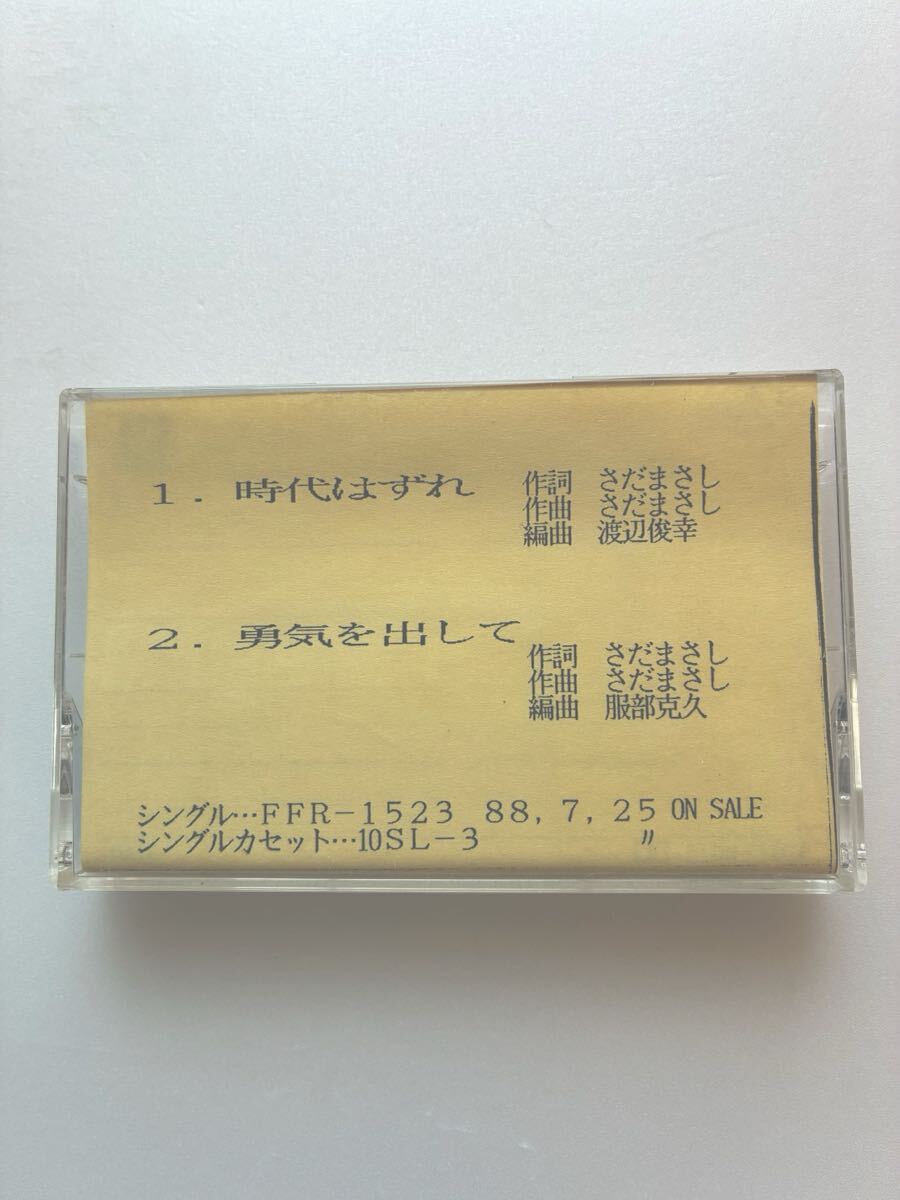 1．時代はずれ
作詞　さだまさし
作曲　さだまさし
編曲　渡辺俊幸
2．勇気を出して
作詞　さだまさし
作曲　さだまさし
編曲　服部克久
シングル…FFR－1523　88，7，25 ON SALE
シングルカセット…10SL－3　　　　　　〃